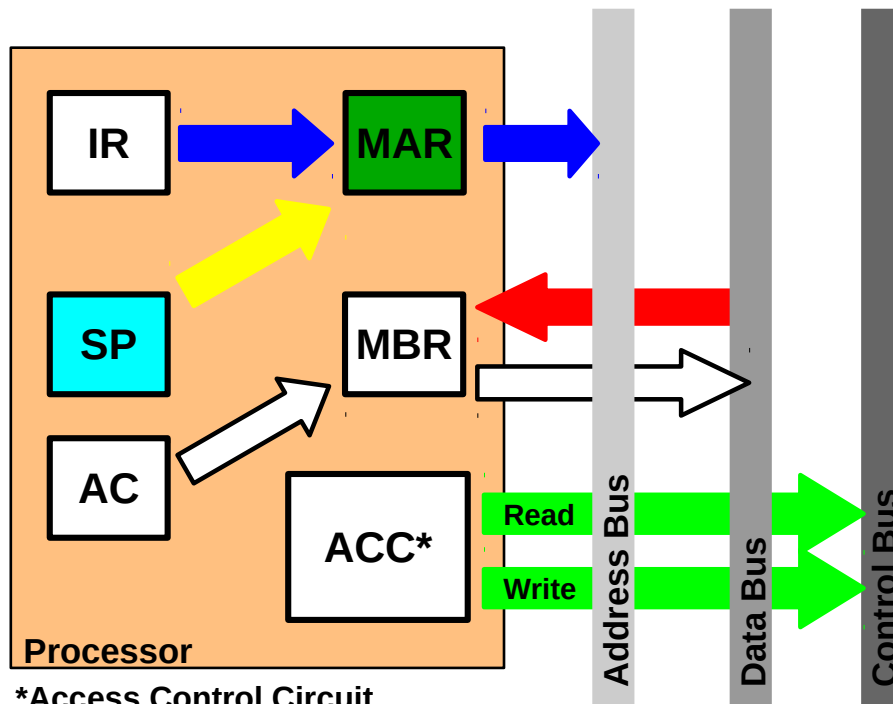 IR
MAR
SP
MBR
AC
ACC*
Read
Write
Address Bus
Data Bus
Control Bus
Processor
*Access Control Circuit